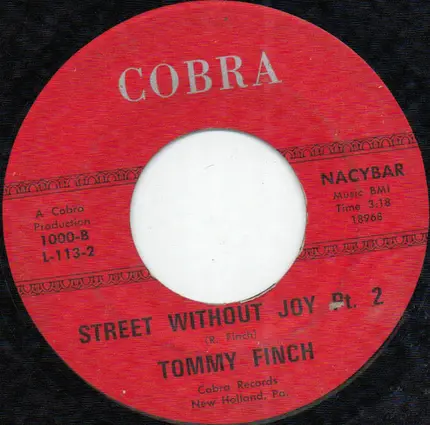 COBRA
A Cobra
Production
1000-B
L-113-2
NACYBAR
Music BMI
Time 3:18
18968
STREET WITHOUT JOY Pt. 2
(R. Finch)
TOMMY FINCH
Cobra Records
New Holland, Pa.